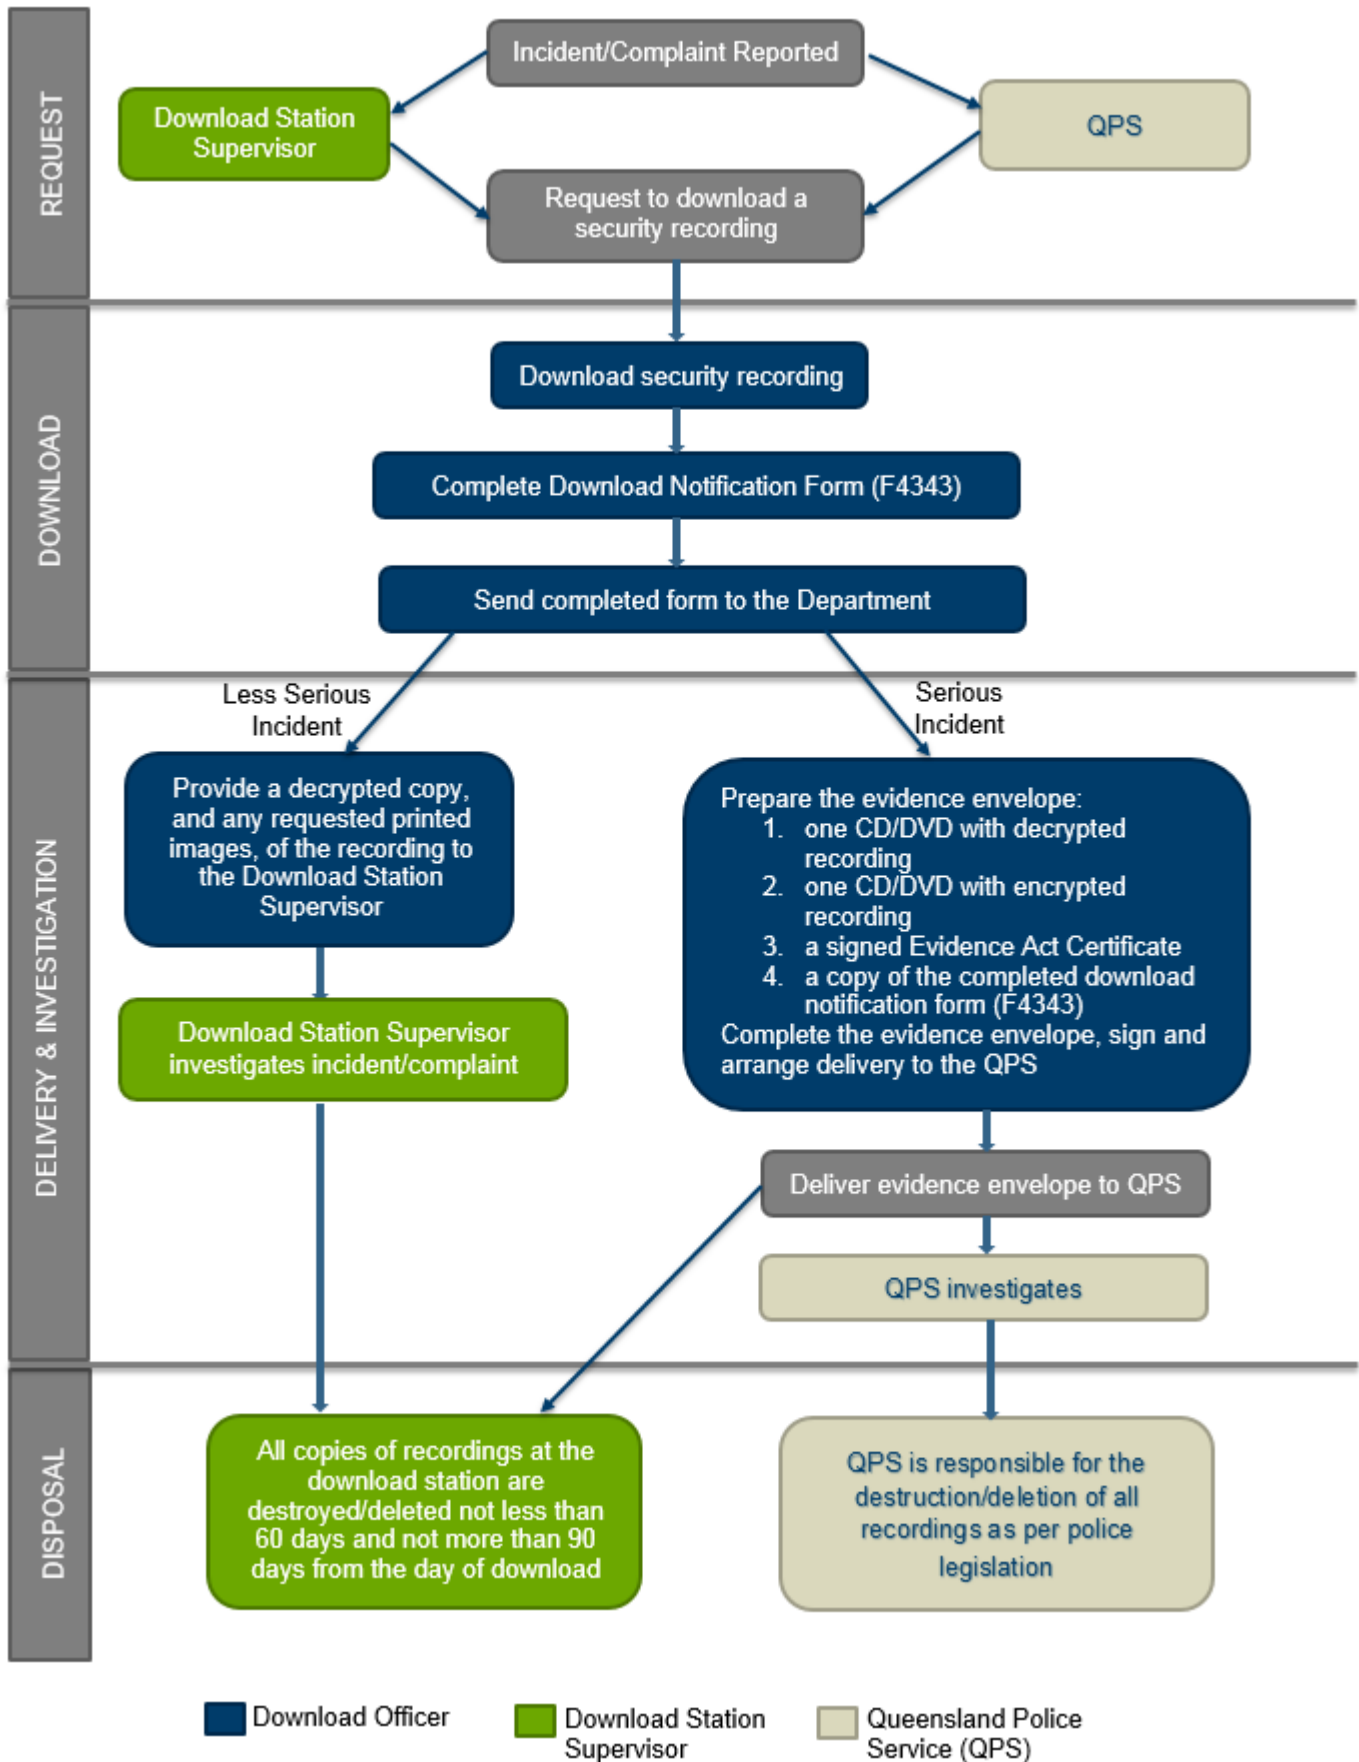 REQUEST
Incident/Complaint Reported
Download Station
Supervisor
QPS
Request to download a
security recording
DOWNLOAD
Download security recording
Complete Download Notification Form (F4343)
Send completed form to the Department
DELIVERY & INVESTIGATION
Less Serious
Incident
Serious
Incident
Provide a decrypted copy,
and any requested printed
images, of the recording to
the Download Station
Supervisor
Prepare the evidence envelope:
1. one CD/DVD with decrypted
recording
2. one CD/DVD with encrypted
recording
3. a signed Evidence Act Certificate
4. a copy of the completed download
notification form (F4343)
Complete the evidence envelope, sign and
arrange delivery to the QPS
Download Station Supervisor
investigates incident/complaint
Deliver evidence envelope to QPS
QPS investigates
DISPOSAL
All copies of recordings at the
download station are
destroyed/deleted not less than
60 days and not more than 90
days from the day of download
QPS is responsible for the
destruction/deletion of all
recordings as per police
legislation
Download Officer
Download Station
Supervisor
Queensland Police
Service (QPS)